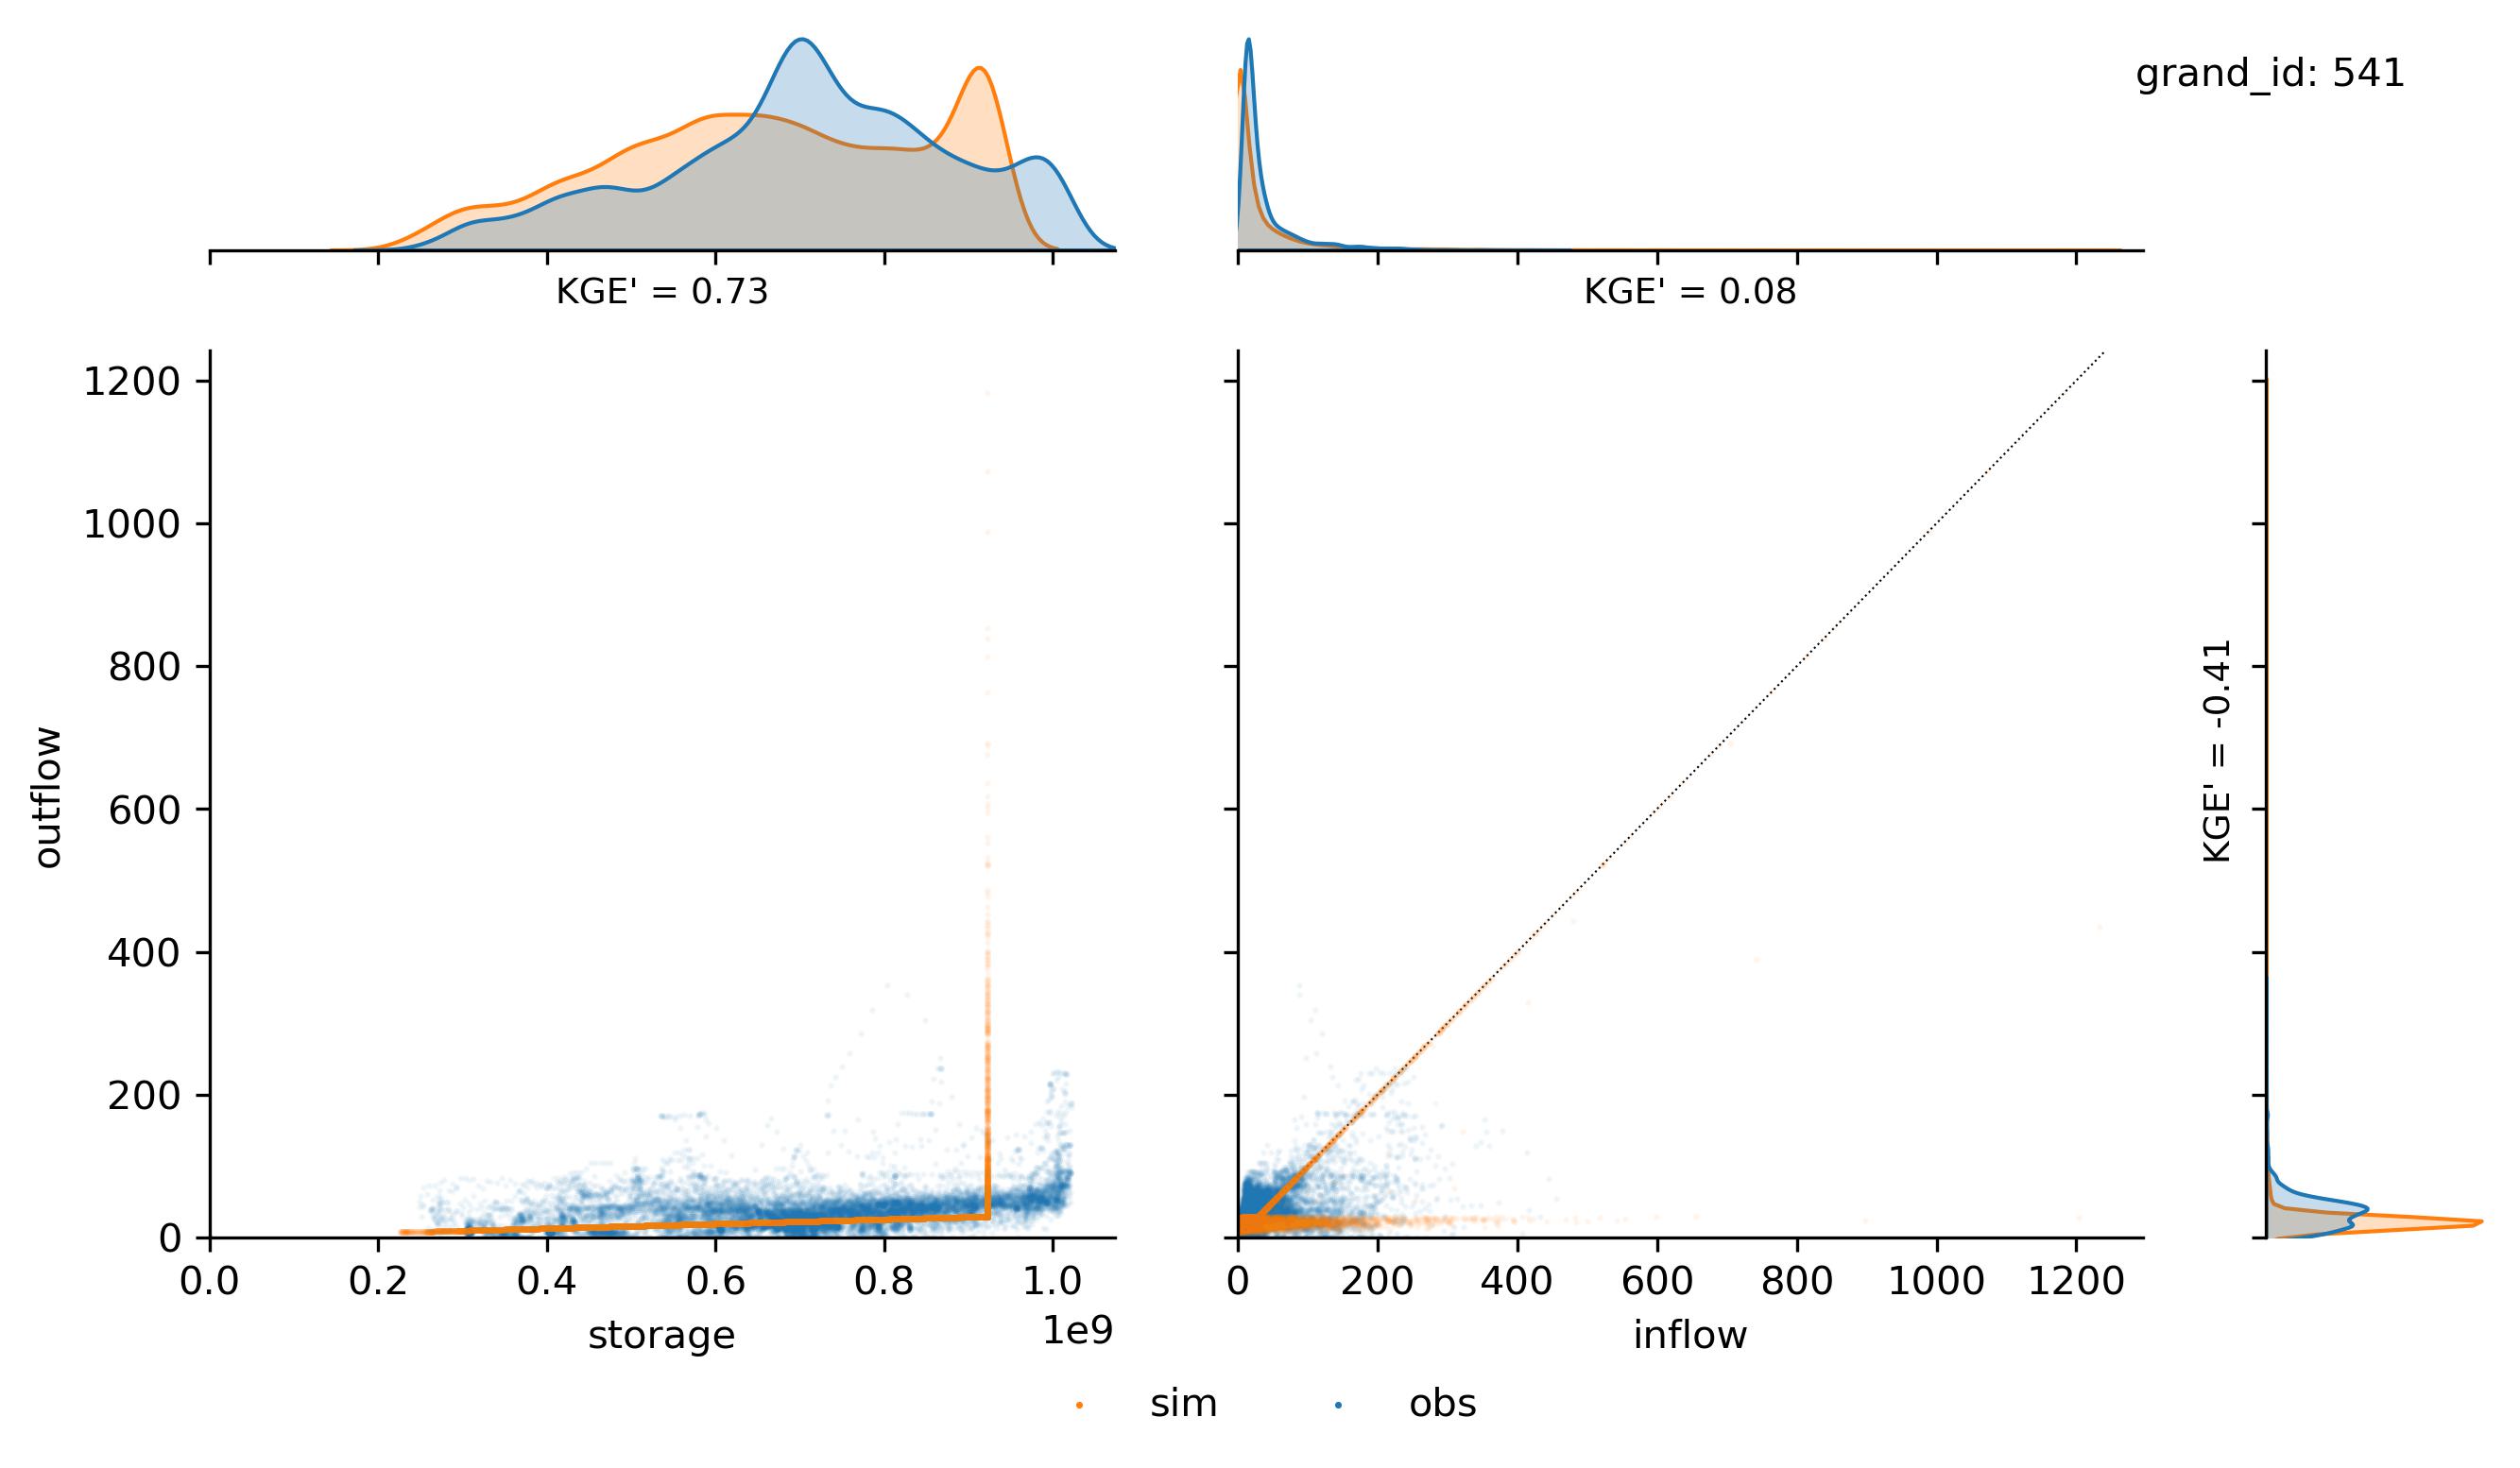 grand_id: 541
KGE' = 0.73
KGE' = 0.08
1200
1000
800
600
400
200
0
outflow
KGE' = -0.41
0.0 0.2 0.4 0.6 0.8 1.0
1e9
storage
0 200 400 600 800 1000 1200
inflow
sim obs